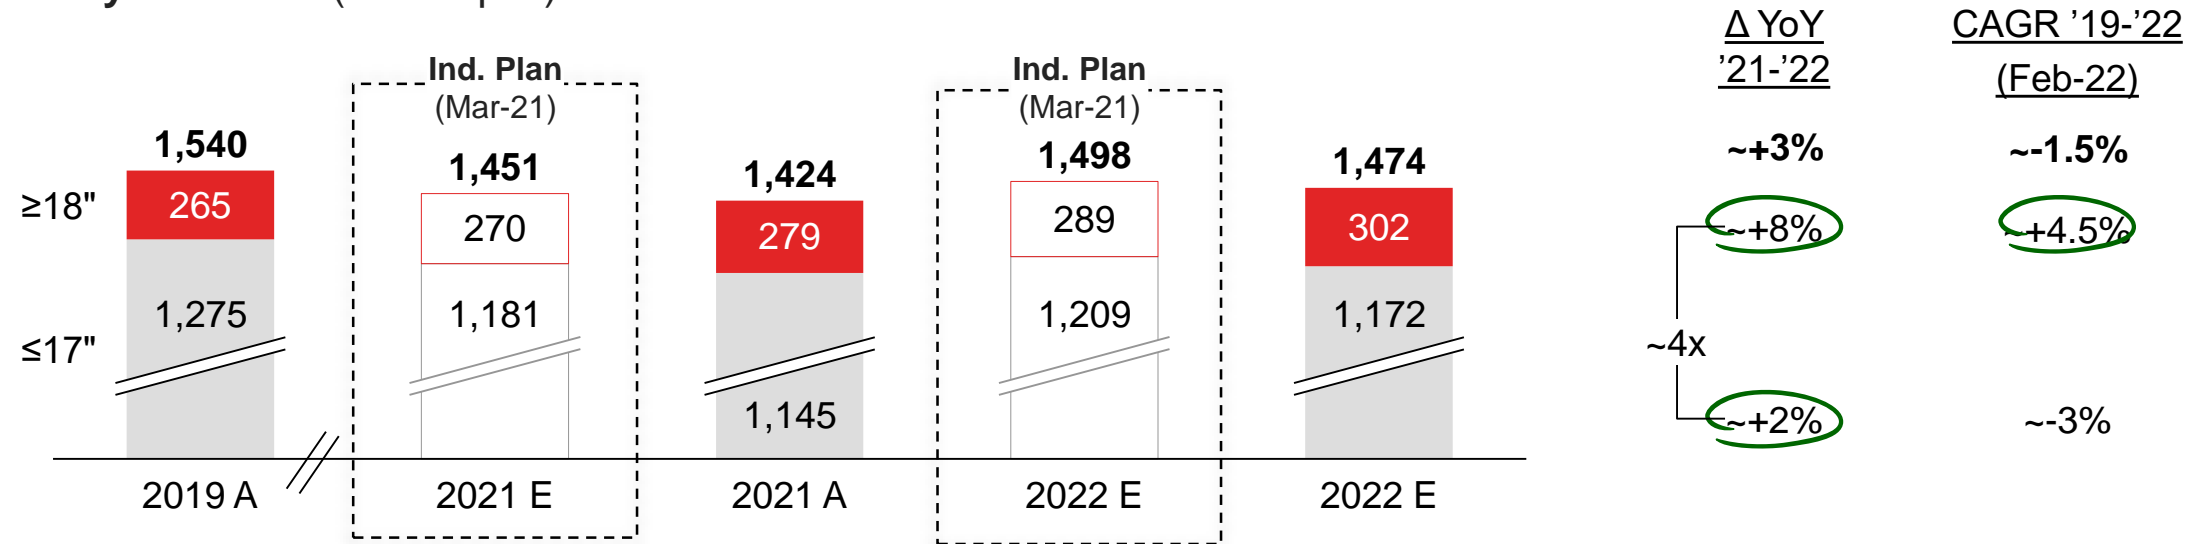 Δ YoY
'21-'22
CAGR ’19-’22
(Feb-22)
Ind. Plan
(Mar-21)
Ind. Plan
(Mar-21)
1,540
1,451
1,424
1,498
1,474
~+3%
~-1.5%
≥18"
265
270
279
289
302
~+8%
~+4.5%
≤17"
1,275
1,181
1,145
1,209
1,172
~4x
~+2%
~-3%
2019 A
2021 E
2021 A
2022 E
2022 E